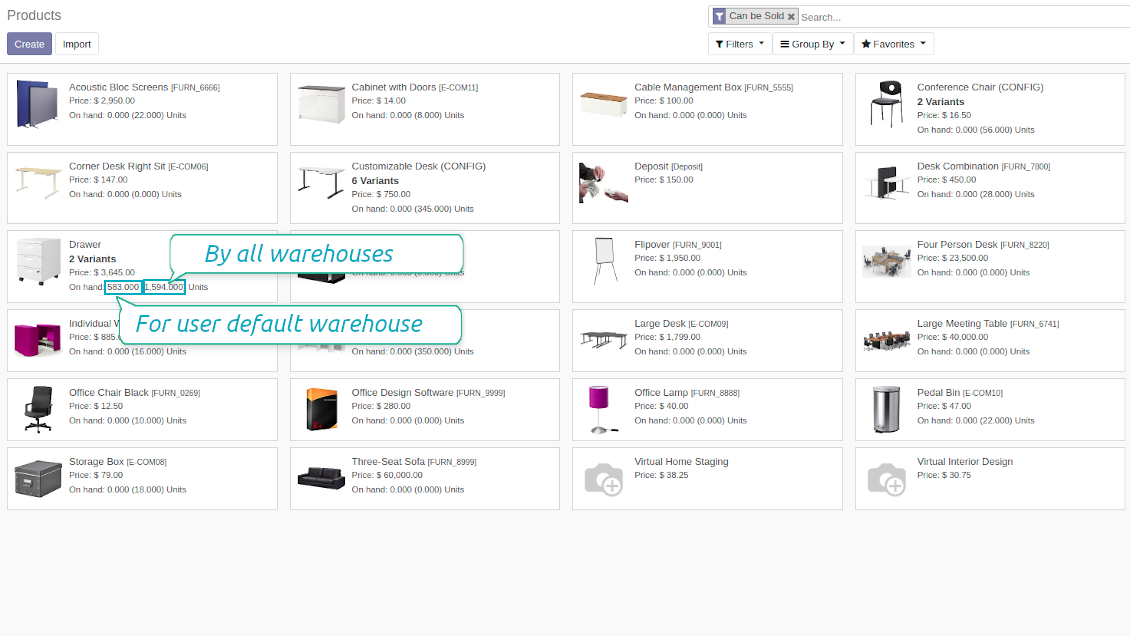 Products
Can be Sold ✖ Search...
Create Import
Filters Group By Favorites
Acoustic Bloc Screens [FURN_6666]
Price: $ 2,950.00
On hand: 0.000 (22.000) Units
Cabinet with Doors [E-COM11]
Price: $ 14.00
On hand: 0.000 (8.000) Units
Cable Management Box [FURN_5555]
Price: $ 100.00
On hand: 0.000 (0.000) Units
Conference Chair (CONFIG)
2 Variants
Price: $ 16.50
On hand: 0.000 (56.000) Units
Corner Desk Right Sit [E-COM06]
Price: $ 147.00
On hand: 0.000 (0.000) Units
Customizable Desk (CONFIG)
6 Variants
Price: $ 750.00
On hand: 0.000 (345.000) Units
Deposit [Deposit]
Price: $ 150.00
Desk Combination [FURN_7800]
Price: $ 450.00
On hand: 0.000 (28.000) Units
Drawer
2 Variants
Price: $ 3,645.00
On hand: 583.000 1,594.000 Units
By all warehouses
For user default warehouse
Flipover [FURN_9001]
Price: $ 1,950.00
On hand: 0.000 (0.000) Units
Four Person Desk [FURN_8220]
Price: $ 23,500.00
On hand: 0.000 (0.000) Units
Individual
Price: $ 885.
On hand: 0.000 (16.000) Units
On hand: 0.000 (350.000) Units
Large Desk [E-COM09]
Price: $ 1,799.00
On hand: 0.000 (0.000) Units
Large Meeting Table [FURN_6741]
Price: $ 40,000.00
On hand: 0.000 (0.000) Units
Office Chair Black [FURN_0269]
Price: $ 12.50
On hand: 0.000 (10.000) Units
Office Design Software [FURN_9999]
Price: $ 280.00
On hand: 0.000 (0.000) Units
Office Lamp [FURN_8888]
Price: $ 40.00
On hand: 0.000 (0.000) Units
Pedal Bin [E-COM10]
Price: $ 47.00
On hand: 0.000 (22.000) Units
Storage Box [E-COM08]
Price: $ 79.00
On hand: 0.000 (18.000) Units
Three-Seat Sofa [FURN_8999]
Price: $ 60,000.00
On hand: 0.000 (0.000) Units
Virtual Home Staging
Price: $ 38.25
Virtual Interior Design
Price: $ 30.75